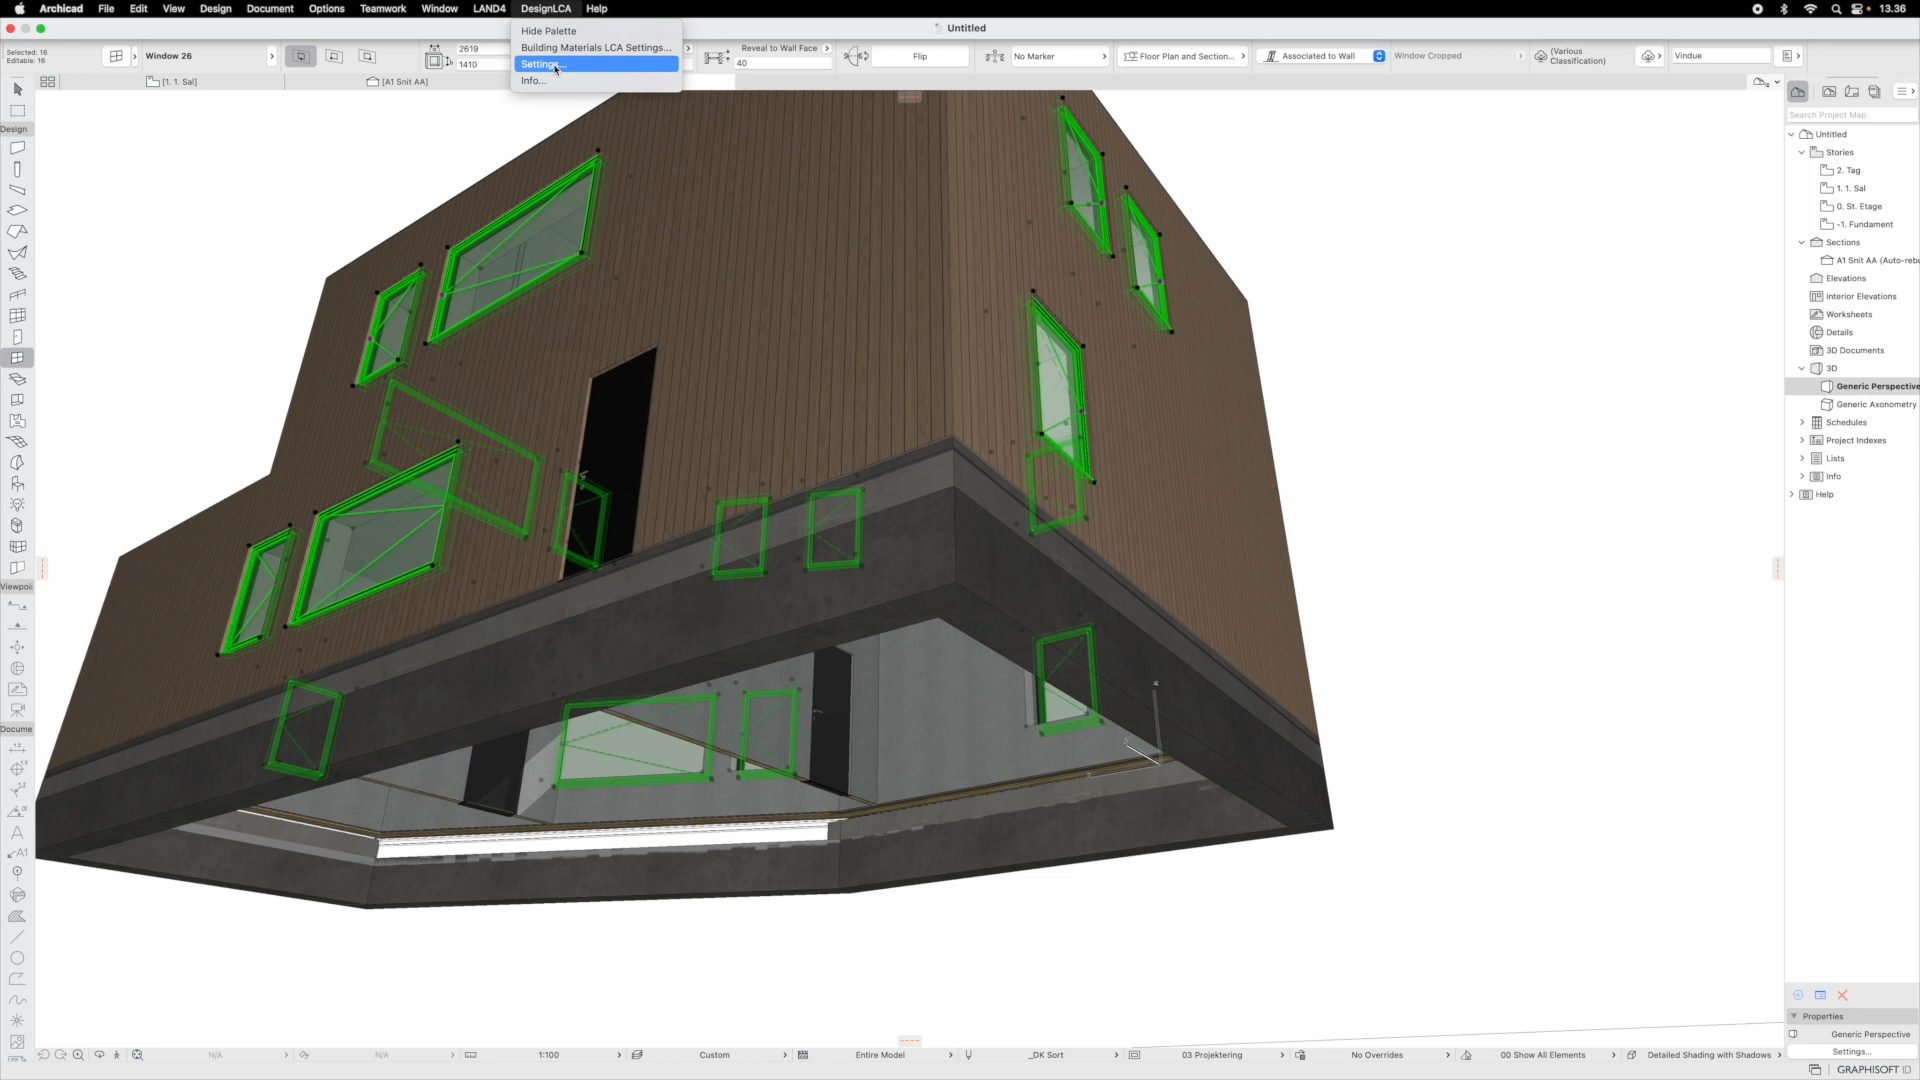 Archicad File Edit View Design Document Options Teamwork Window LAND4 DesignLCA Help 13.36
Untitled
Hide Palette
Building Materials LCA Settings...
Settings...
Info...
Selected: 16
Editable: 16
Window 26
2619
1410
Reveal to Wall Face
40
Flip
No Marker
Floor Plan and Section...
Associated to Wall
Window Cropped
(Various
Classification)
Vindue
[1. 1. Sal]
[A1 Snit AA]
Search Project Map
Untitled
Stories
2. Tag
1. 1. Sal
0. St. Etage
-1. Fundament
Sections
A1 Snit AA (Auto-rebu
Elevations
Interior Elevations
Worksheets
Details
3D Documents
3D
Generic Perspective
Generic Axonometry
Schedules
Project Indexes
Lists
Info
Help
Design
Viewpoi
Docume
A1
Properties
Generic Perspective
Settings...
N/A
N/A
1:100
Custom
Entire Model
_DK Sort
03 Projektering
No Overrides
00 Show All Elements
Detailed Shading with Shadows
GRAPHISOFT ID